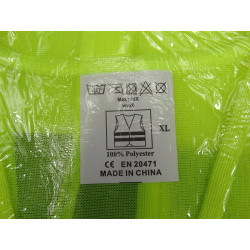 XL
100% Polyester
CE EN 20471
MADE IN CHINA